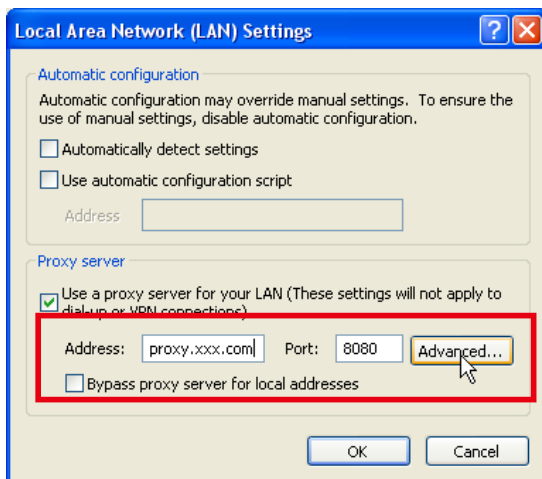 Local Area Network (LAN) Settings
Automatic configuration
Automatic configuration may override manual settings. To ensure the
use of manual settings, disable automatic configuration.
Automatically detect settings
Use automatic configuration script
Address
Proxy server
Use a proxy server for your LAN (These settings will not apply to
dial-up or VPN connections)
Address: proxy.xxx.com Port: 8080 Advanced...
Bypass proxy server for local addresses
OK Cancel